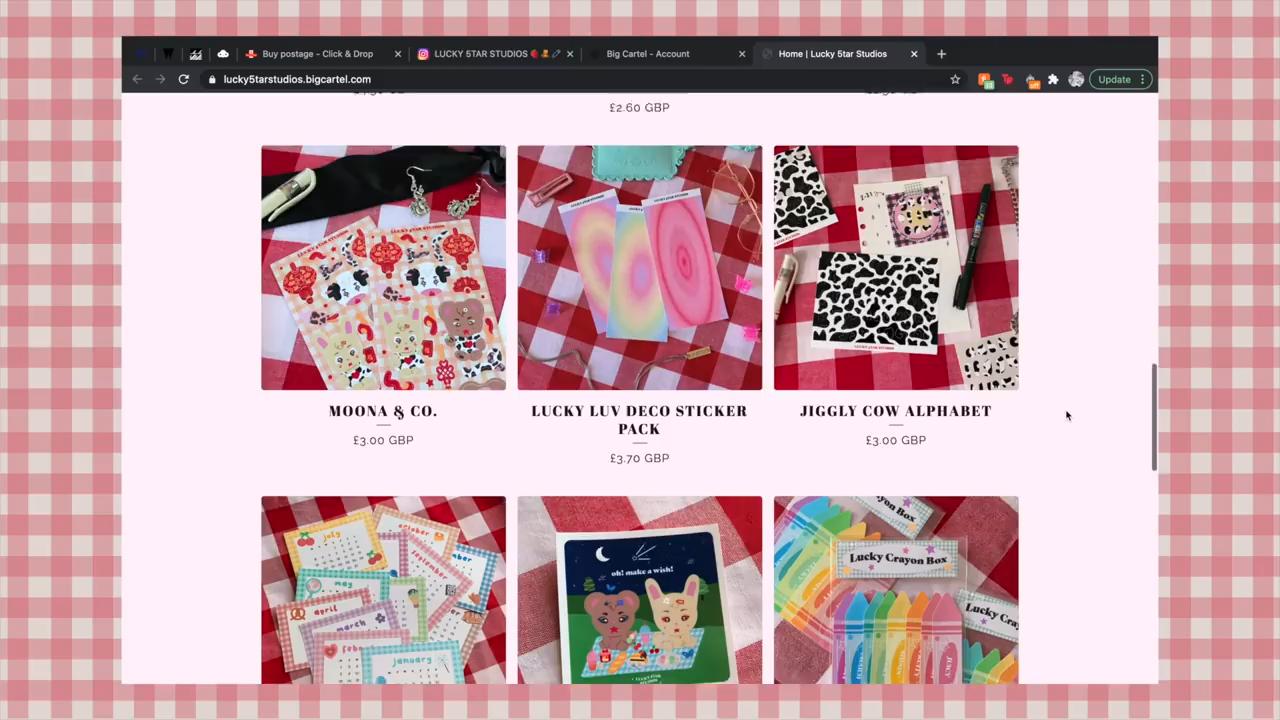 Buy postage - Click & Drop
LUCKY 5TAR STUDIOS
Big Cartel - Account
Home | Lucky 5tar Studios
lucky5tarstudios.bigcartel.com
Update
£2.60 GBP
LUCKY 5TAR STUDIOS
MOONA & CO.
£3.00 GBP
LUCKY LUV DECO STICKER
PACK
£3.70 GBP
JIGGLY COW ALPHABET
£3.00 GBP
july
october
september
may
april
march
january
oh! make a wish!
Lucky Crayon Box